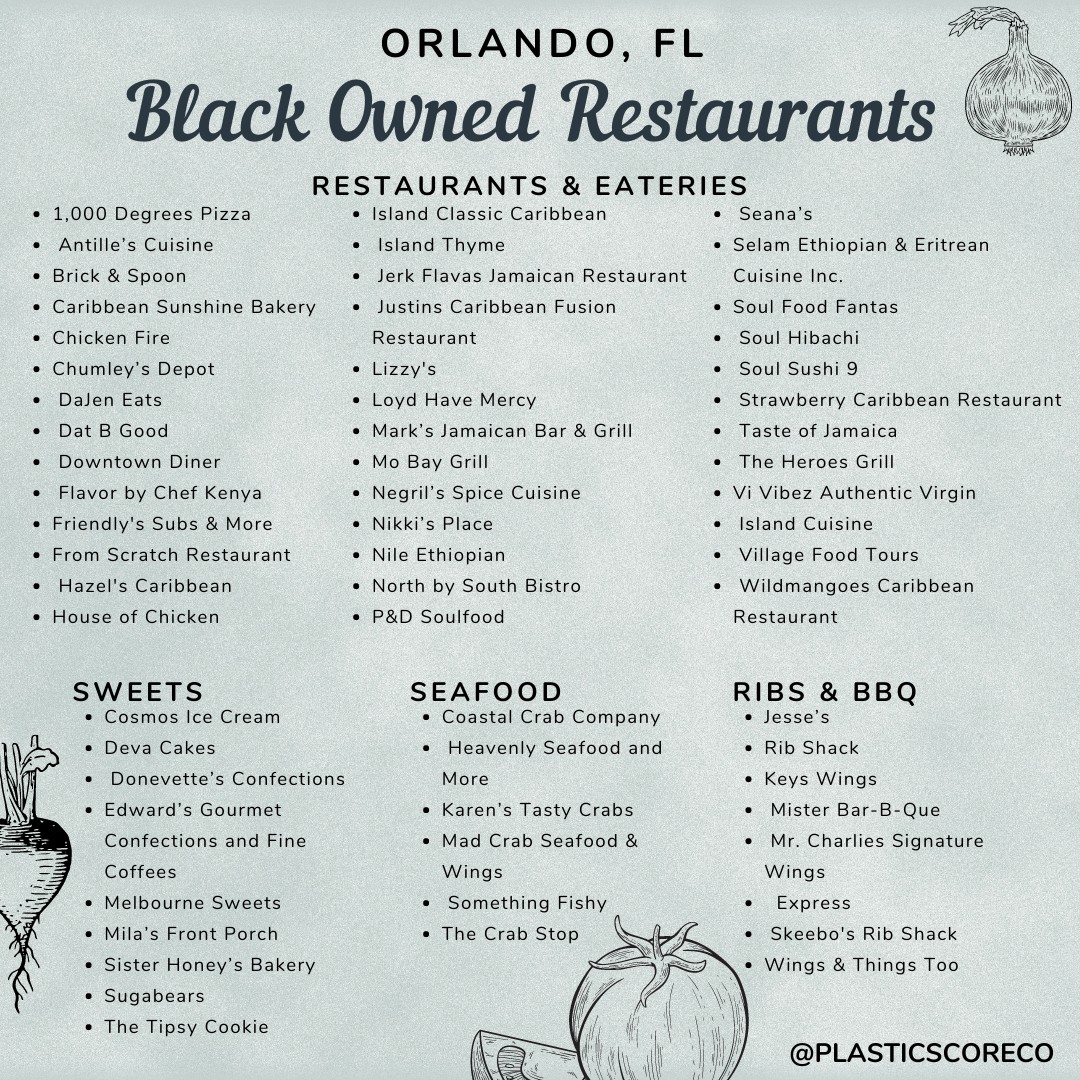 ORLANDO, FL
Black Owned Restaurants
RESTAURANTS & EATERIES
• 1,000 Degrees Pizza
• Antille’s Cuisine
• Brick & Spoon
• Caribbean Sunshine Bakery
• Chicken Fire
• Chumley’s Depot
• DaJen Eats
• Dat B Good
• Downtown Diner
• Flavor by Chef Kenya
• Friendly's Subs & More
• From Scratch Restaurant
• Hazel's Caribbean
• House of Chicken
• Island Classic Caribbean
• Island Thyme
• Jerk Flavas Jamaican Restaurant
• Justins Caribbean Fusion
Restaurant
• Lizzy's
• Loyd Have Mercy
• Mark’s Jamaican Bar & Grill
• Mo Bay Grill
• Negril’s Spice Cuisine
• Nikki’s Place
• Nile Ethiopian
• North by South Bistro
• P&D Soulfood
• Seana’s
• Selam Ethiopian & Eritrean
Cuisine Inc.
• Soul Food Fantas
• Soul Hibachi
• Soul Sushi 9
• Strawberry Caribbean Restaurant
• Taste of Jamaica
• The Heroes Grill
• Vi Vibez Authentic Virgin
• Island Cuisine
• Village Food Tours
• Wildmangoes Caribbean
Restaurant
SWEETS
• Cosmos Ice Cream
• Deva Cakes
• Donevette’s Confections
• Edward’s Gourmet
Confections and Fine
Coffees
• Melbourne Sweets
• Mila’s Front Porch
• Sister Honey’s Bakery
• Sugabears
• The Tipsy Cookie
SEAFOOD
• Coastal Crab Company
• Heavenly Seafood and
More
• Karen’s Tasty Crabs
• Mad Crab Seafood &
Wings
• Something Fishy
• The Crab Stop
RIBS & BBQ
• Jesse’s
• Rib Shack
• Keys Wings
• Mister Bar-B-Que
• Mr. Charlies Signature
Wings
• Express
• Skeebo's Rib Shack
• Wings & Things Too
@PLASTICSCORECO